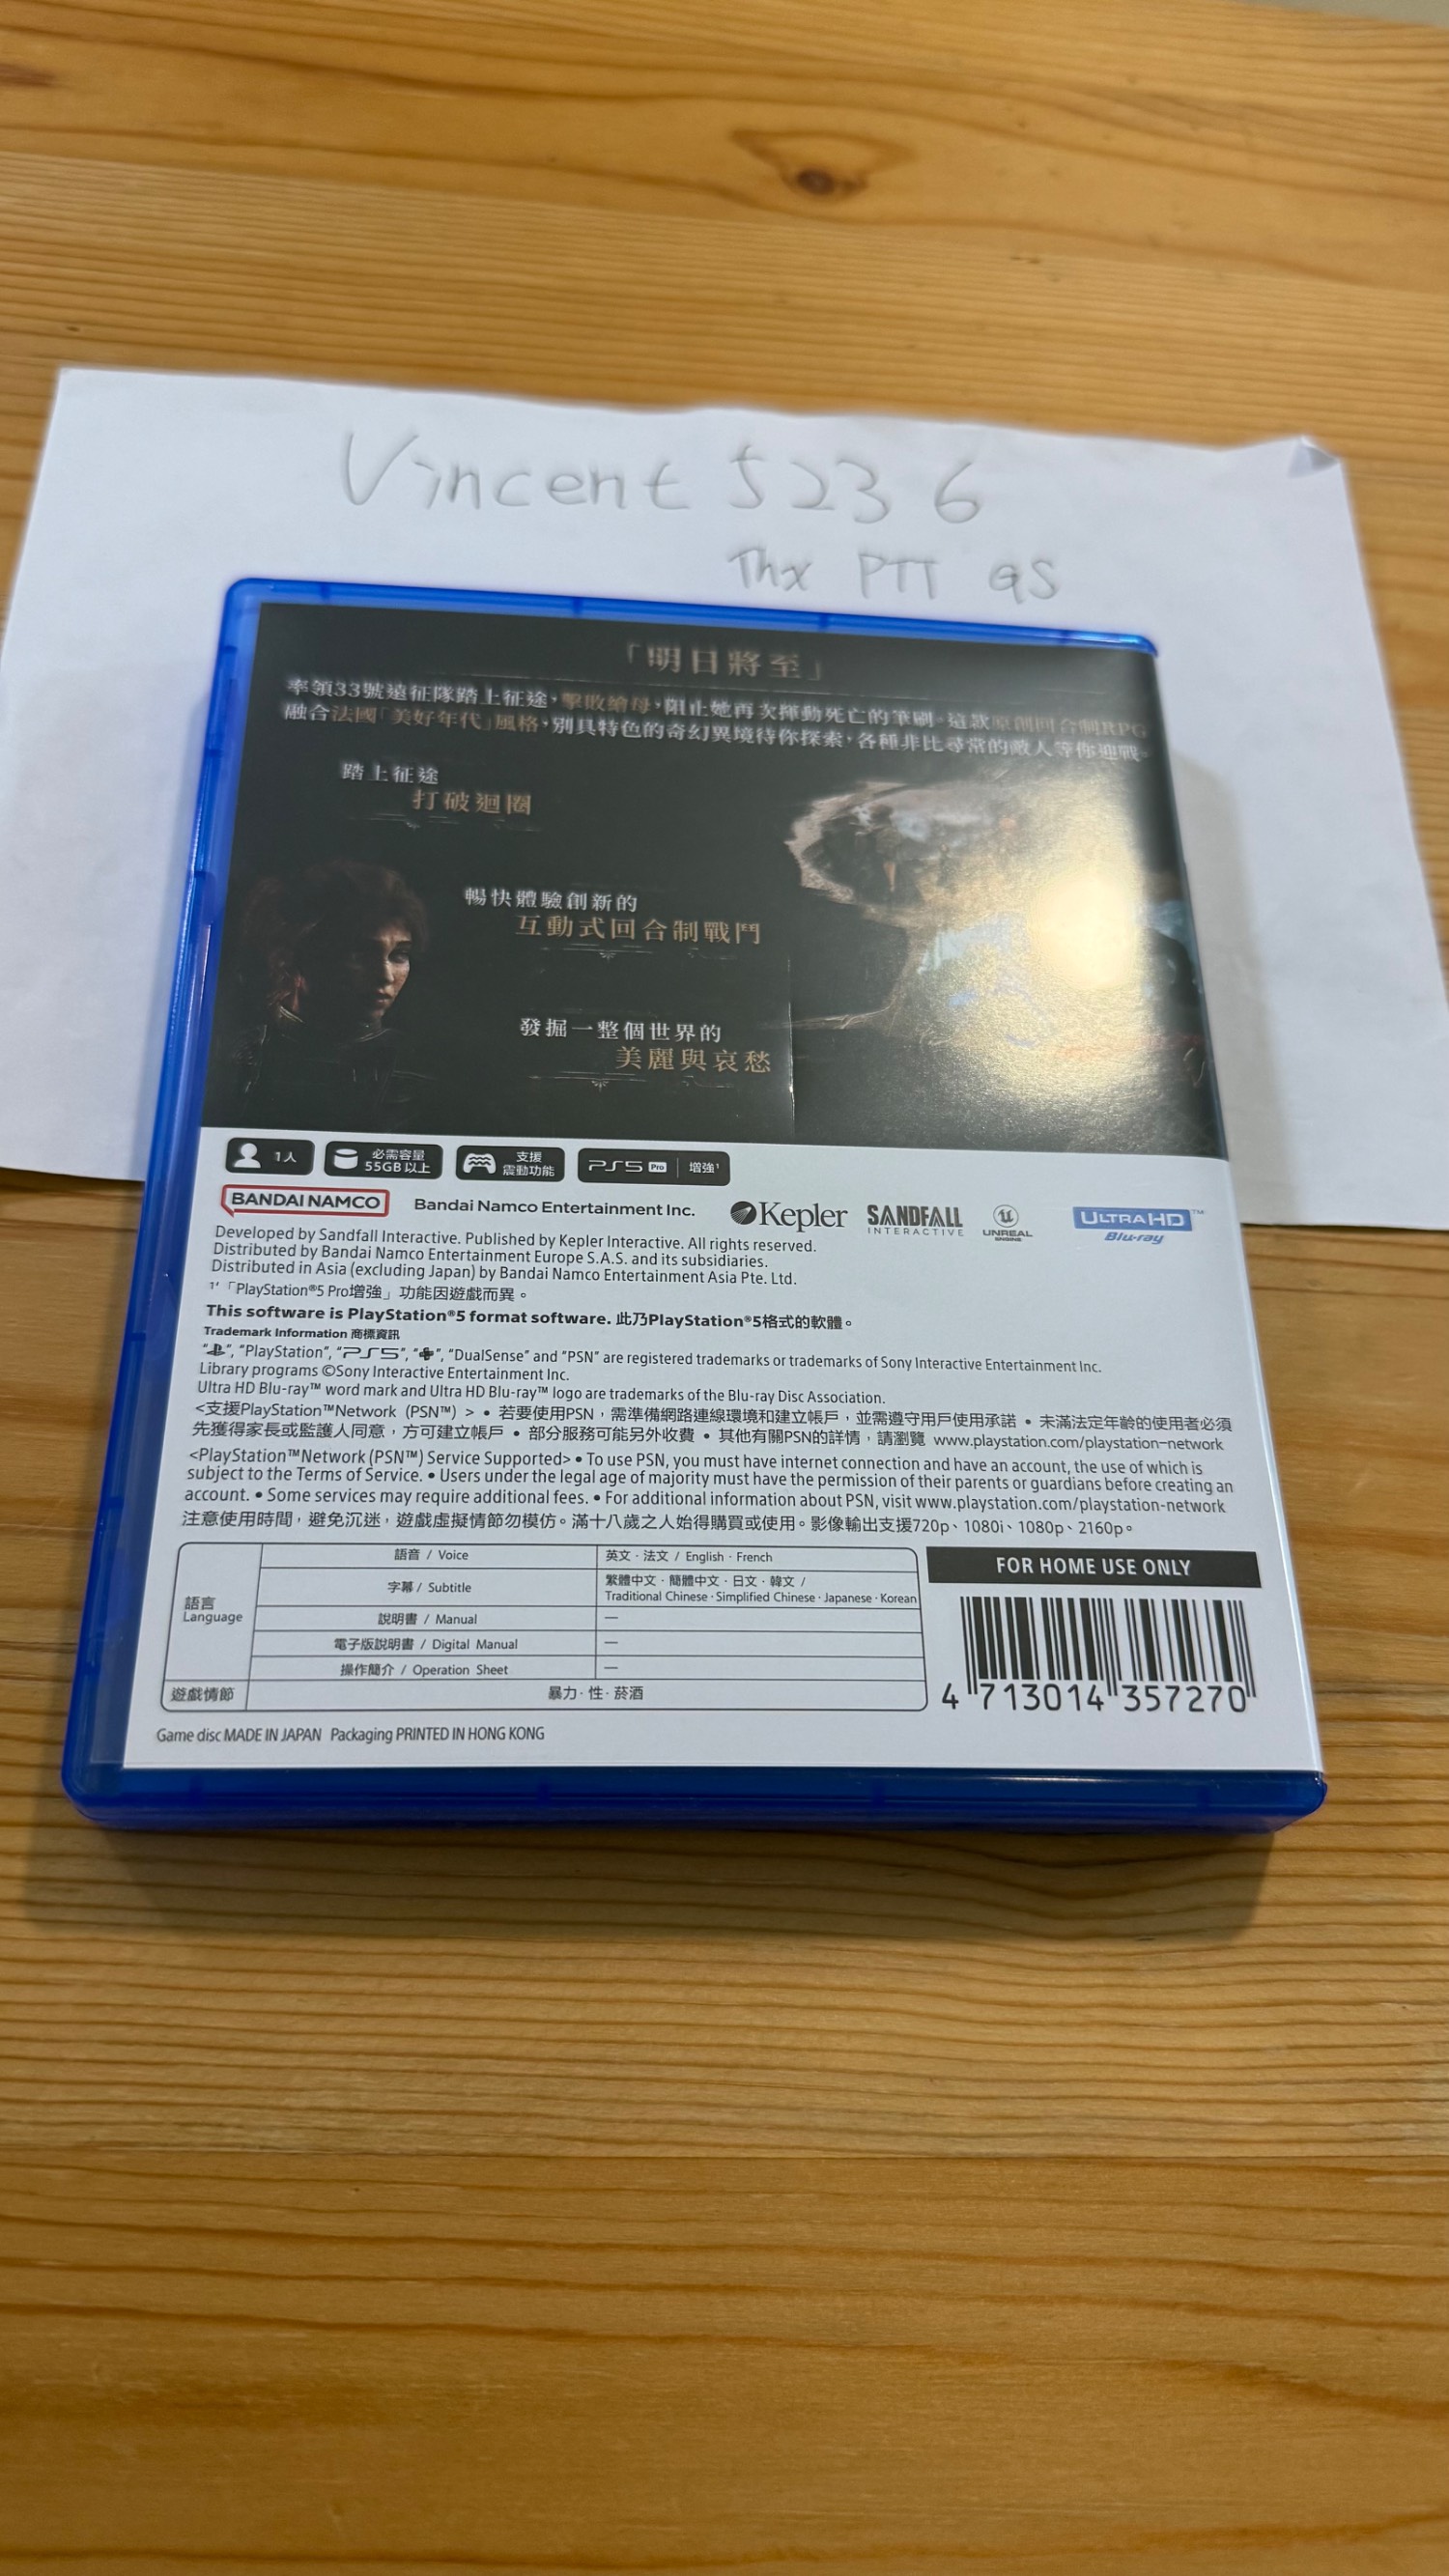 Vincent 5236
Thx PTT GS
「明日將至」
率領33號遠征隊踏上征途，擊敗繪母，阻止她再次揮動死亡的筆刷。這款原創回合制RPG
融合法國「美好年代」風格，別具特色的奇幻異境待你探索，各種非比尋常的敵人等你迎戰。
踏上征途
打破迴圈
暢快體驗創新的
互動式回合制戰鬥
發掘一整個世界的
美麗與哀愁
1人 必需容量 55GB以上 支援 震動功能 PS5 Pro 增強¹
BANDAI NAMCO Bandai Namco Entertainment Inc. Kepler SANDFALL INTERACTIVE UNREAL ENGINE ULTRA HD Blu-ray™
Developed by Sandfall Interactive. Published by Kepler Interactive. All rights reserved.
Distributed by Bandai Namco Entertainment Europe S.A.S. and its subsidiaries.
Distributed in Asia (excluding Japan) by Bandai Namco Entertainment Asia Pte. Ltd.
¹’「PlayStation®5 Pro增強」功能因遊戲而異。
This software is PlayStation®5 format software. 此乃PlayStation®5格式的軟體。
Trademark Information 商標資訊
“ ”, “PlayStation”, “PS5”, “ ”, “DualSense” and “PSN” are registered trademarks or trademarks of Sony Interactive Entertainment Inc.
Library programs ©Sony Interactive Entertainment Inc.
Ultra HD Blu-ray™ word mark and Ultra HD Blu-ray™ logo are trademarks of the Blu-ray Disc Association.
<支援PlayStation™Network (PSN™) > • 若要使用PSN，需準備網路連線環境和建立帳戶，並需遵守用戶使用承諾 • 未滿法定年齡的使用者必須
先獲得家長或監護人同意，方可建立帳戶 • 部分服務可能另外收費 • 其他有關PSN的詳情，請瀏覽 www.playstation.com/playstation-network
<PlayStation™Network (PSN™) Service Supported> • To use PSN, you must have internet connection and have an account, the use of which is
subject to the Terms of Service. • Users under the legal age of majority must have the permission of their parents or guardians before creating an
account. • Some services may require additional fees. • For additional information about PSN, visit www.playstation.com/playstation-network
注意使用時間，避免沉迷，遊戲虛擬情節勿模仿。滿十八歲之人始得購買或使用。影像輸出支援720p、1080i、1080p、2160p。
語言 Language
語音 / Voice 英文 · 法文 / English · French
字幕 / Subtitle 繁體中文 · 簡體中文 · 日文 · 韓文 /
Traditional Chinese · Simplified Chinese · Japanese · Korean
說明書 / Manual —
電子版說明書 / Digital Manual —
操作簡介 / Operation Sheet —
遊戲情節 暴力 · 性 · 菸酒
FOR HOME USE ONLY
4 713014 357270
Game disc MADE IN JAPAN Packaging PRINTED IN HONG KONG